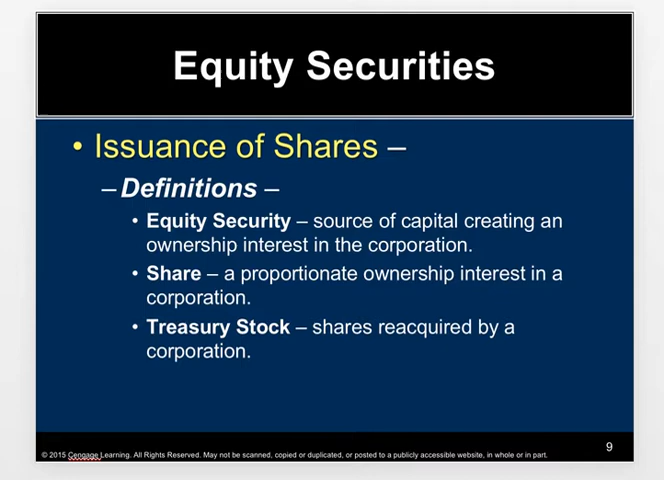 Equity Securities
• Issuance of Shares –
– Definitions –
• Equity Security – source of capital creating an
ownership interest in the corporation.
• Share – a proportionate ownership interest in a
corporation.
• Treasury Stock – shares reacquired by a
corporation.
9
© 2015 Cengage Learning. All Rights Reserved. May not be scanned, copied or duplicated, or posted to a publicly accessible website, in whole or in part.